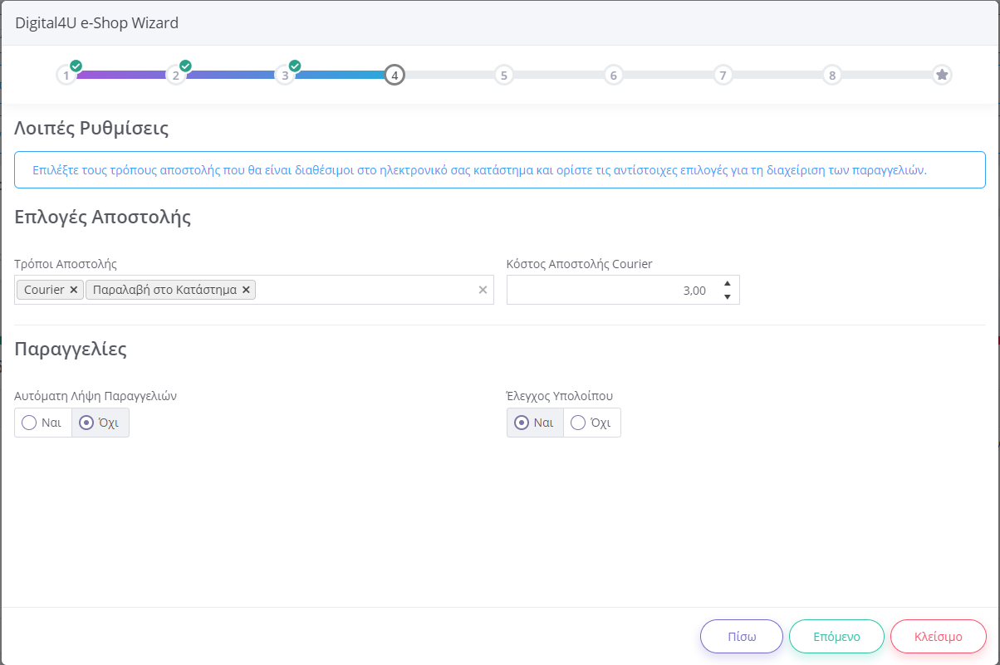 Digital4U e-Shop Wizard
1 2 3 4 5 6 7 8
Λοιπές Ρυθμίσεις
Επιλέξτε τους τρόπους αποστολής που θα είναι διαθέσιμοι στο ηλεκτρονικό σας κατάστημα και ορίστε τις αντίστοιχες επιλογές για τη διαχείριση των παραγγελιών.
Επλογές Αποστολής
Τρόποι Αποστολής Κόστος Αποστολής Courier
Courier × Παραλαβή στο Κατάστημα × × 3,00
Παραγγελίες
Αυτόματη Λήψη Παραγγελιών Έλεγχος Υπολοίπου
Ναι Όχι Ναι Όχι
Πίσω Επόμενο Κλείσιμο